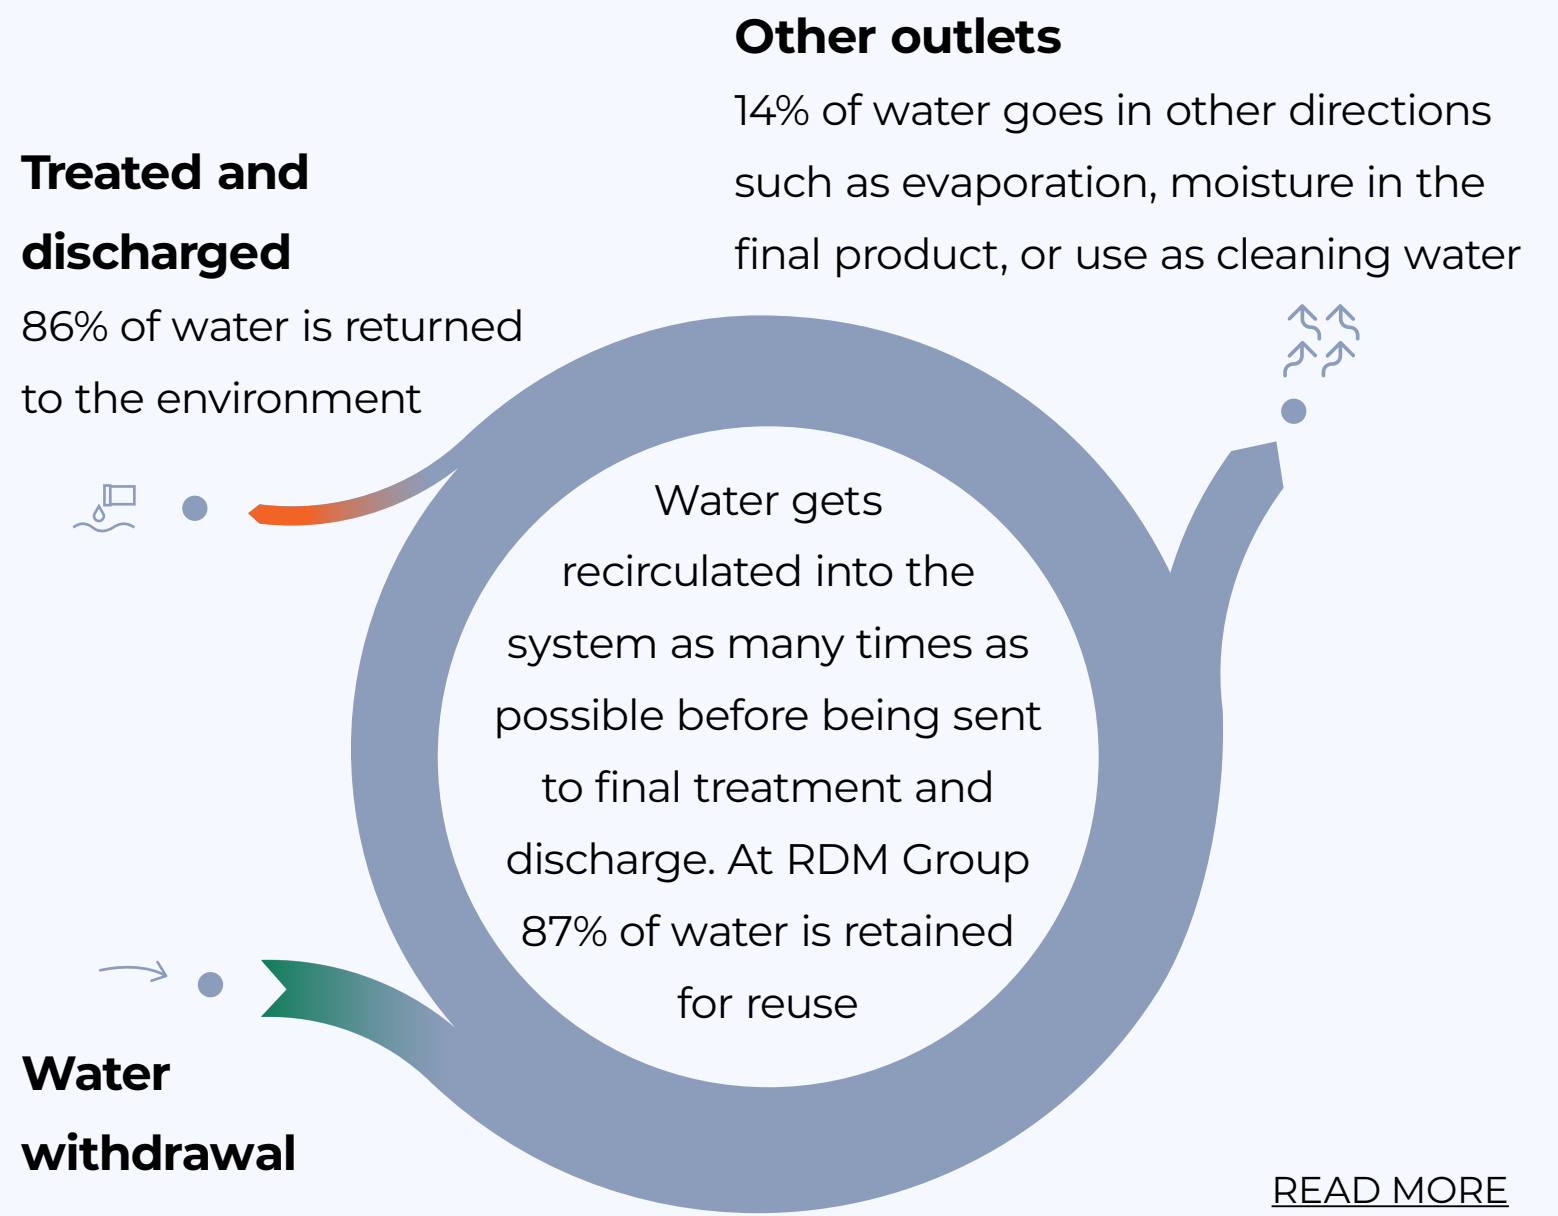 Other outlets
14% of water goes in other directions
such as evaporation, moisture in the
final product, or use as cleaning water
Treated and
discharged
86% of water is returned
to the environment
Water gets
recirculated into the
system as many times as
possible before being sent
to final treatment and
discharge. At RDM Group
87% of water is retained
for reuse
Water
withdrawal
READ MORE